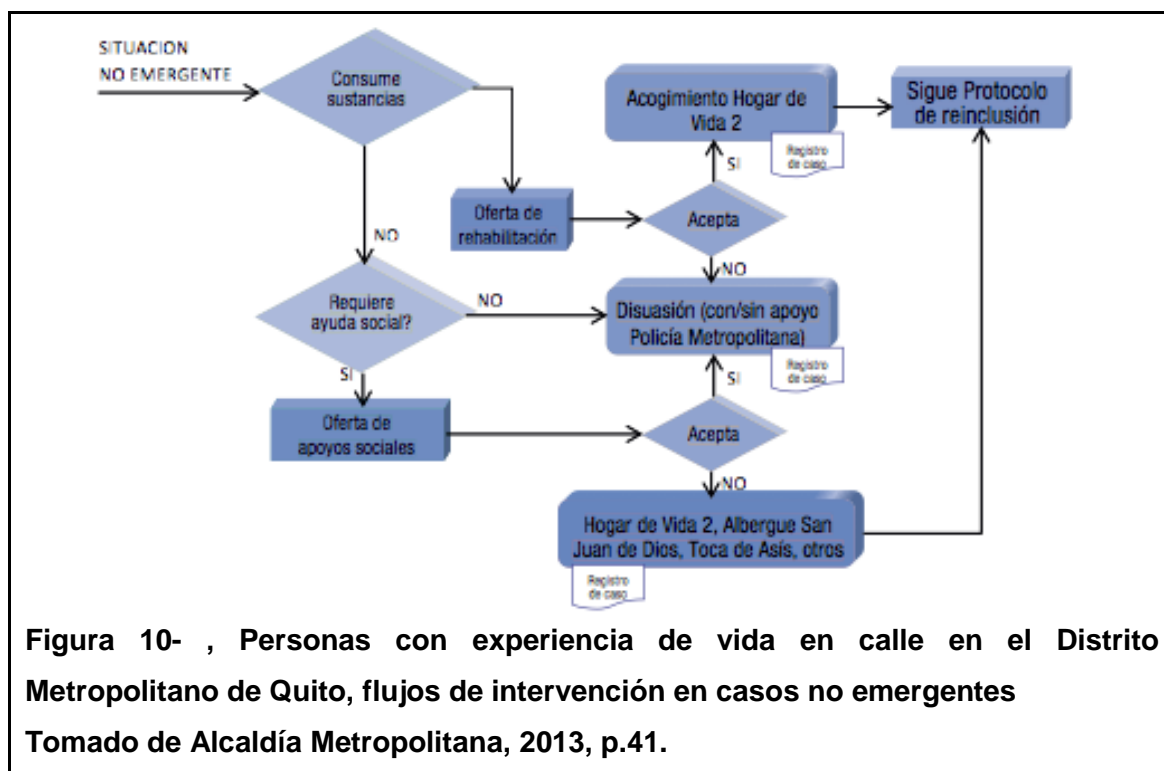 SITUACION
NO EMERGENTE
Consume
sustancias
Acogimiento Hogar de
Vida 2
Registro
de caso
Sigue Protocolo
de reinclusión
SI
Oferta de
rehabilitación
Acepta
NO
NO
Requiere
ayuda social?
NO
Disuasión (con/sin apoyo
Policía Metropolitana)
Registro
de caso
SI
SI
Oferta de
apoyos sociales
Acepta
NO
Hogar de Vida 2, Albergue San
Juan de Dios, Toca de Asís, otros
Registro
de caso
Figura 10- , Personas con experiencia de vida en calle en el Distrito
Metropolitano de Quito, flujos de intervención en casos no emergentes
Tomado de Alcaldía Metropolitana, 2013, p.41.